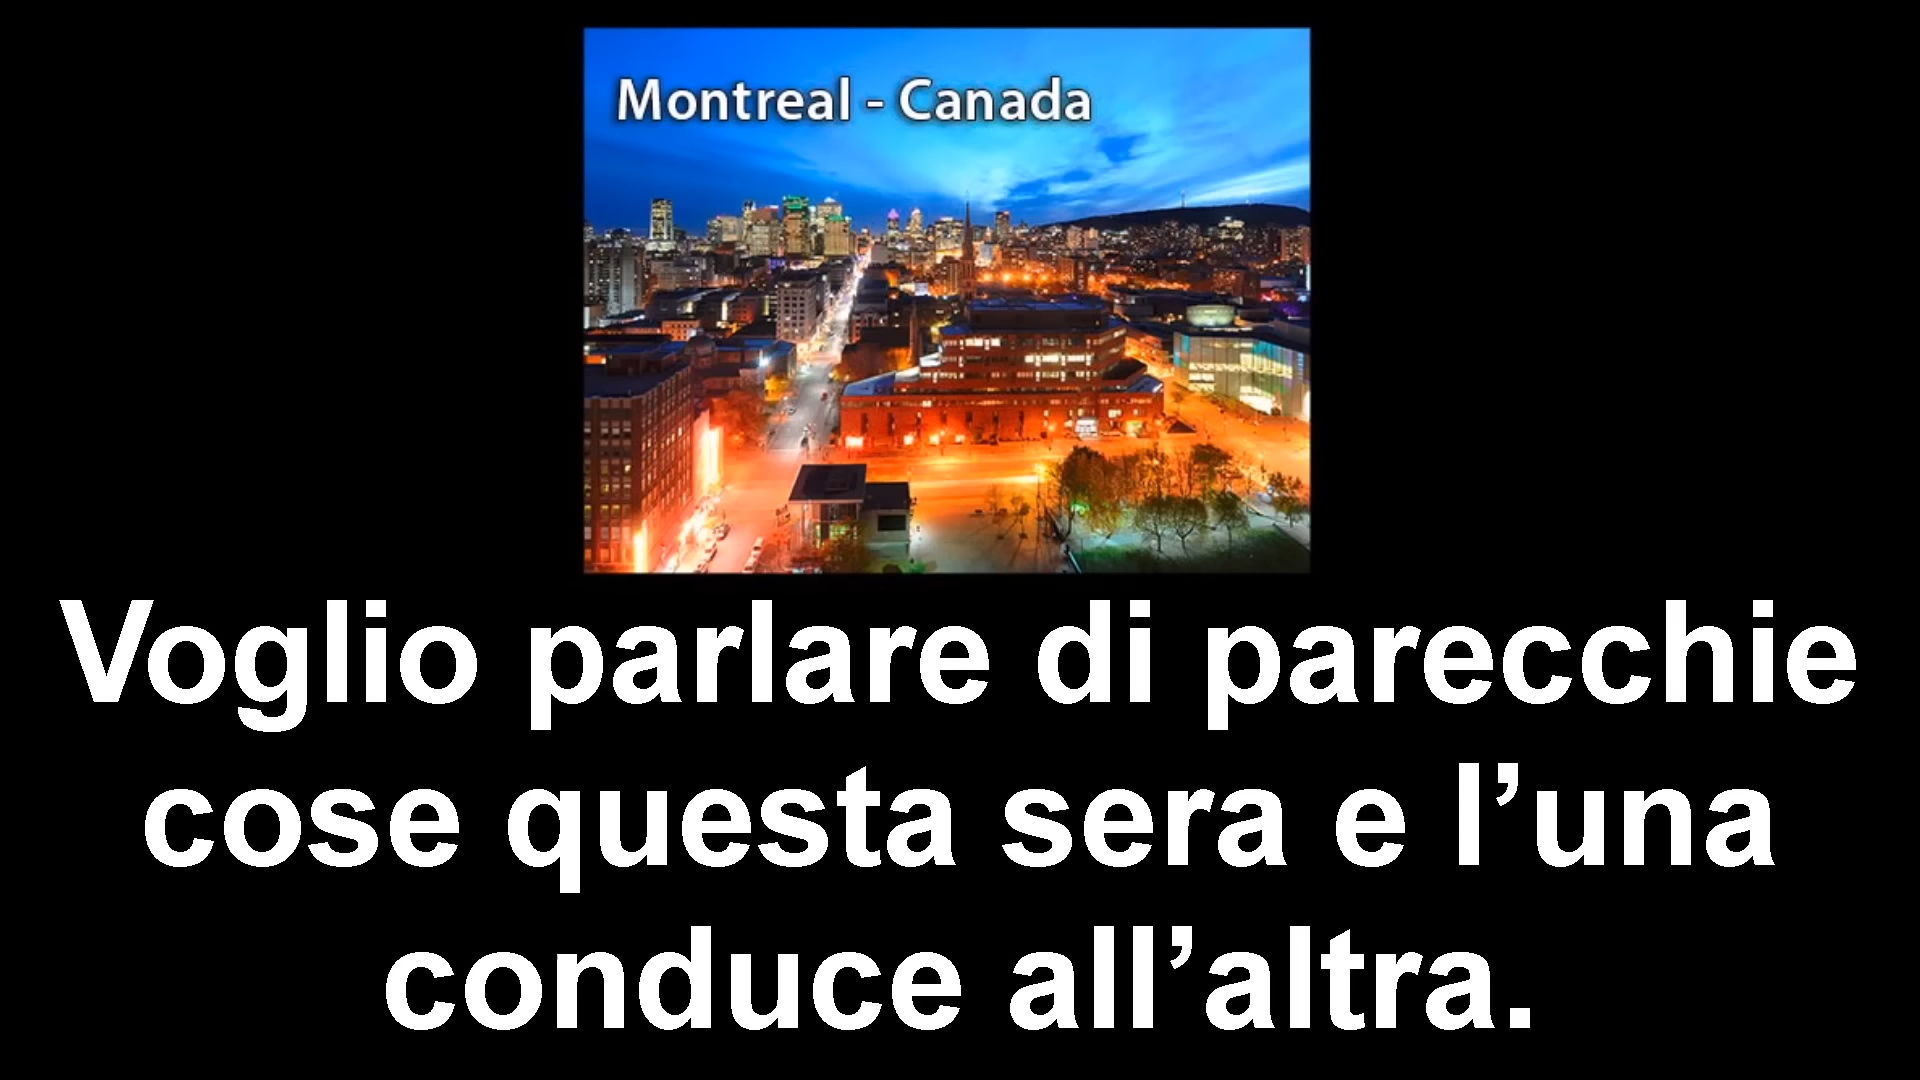 Montreal - Canada
Voglio parlare di parecchie
cose questa sera e l’una
conduce all’altra.